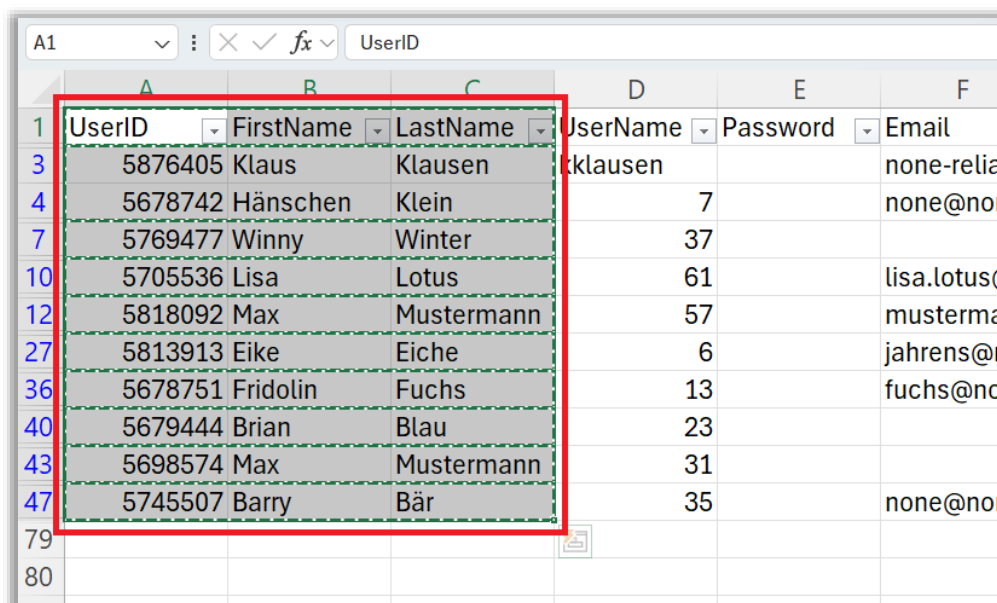 A1 fx UserID
A B C D E F
1 UserID FirstName LastName UserName Password Email
3 5876405 Klaus Klausen kklausen none-relia
4 5678742 Hänschen Klein 7 none@no
7 5769477 Winny Winter 37
10 5705536 Lisa Lotus 61 lisa.lotus@
12 5818092 Max Mustermann 57 musterma
27 5813913 Eike Eiche 6 jahrens@
36 5678751 Fridolin Fuchs 13 fuchs@no
40 5679444 Brian Blau 23
43 5698574 Max Mustermann 31
47 5745507 Barry Bär 35 none@no
79
80